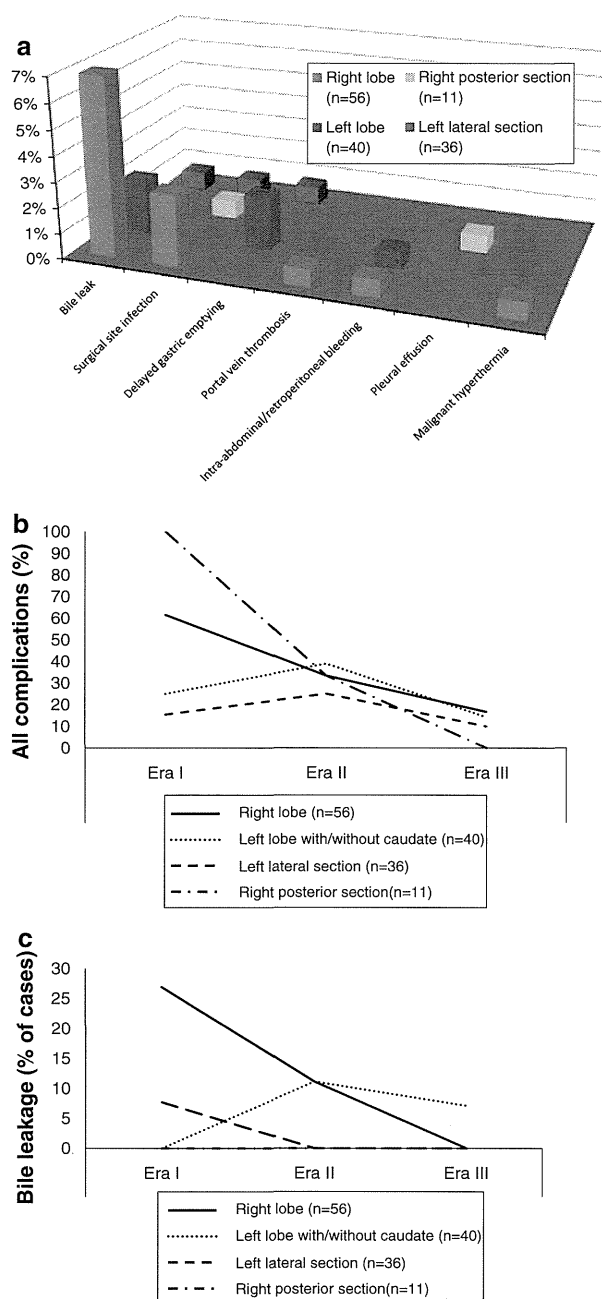 a
7%
6%
5%
4%
3%
2%
1%
0%
Right lobe (n=56)
Right posterior section (n=11)
Left lobe (n=40)
Left lateral section (n=36)
Bile leak
Surgical site infection
Delayed gastric emptying
Portal vein thrombosis
Intra-abdominal/retroperitoneal bleeding
Pleural effusion
Malignant hyperthermia
b
All complications (%)
100
90
80
70
60
50
40
30
20
10
0
Era I Era II Era III
Right lobe (n=56)
Left lobe with/without caudate (n=40)
Left lateral section (n=36)
Right posterior section(n=11)
c
Bile leakage (% of cases)
30
25
20
15
10
5
0
Era I Era II Era III
Right lobe (n=56)
Left lobe with/without caudate (n=40)
Left lateral section (n=36)
Right posterior section(n=11)